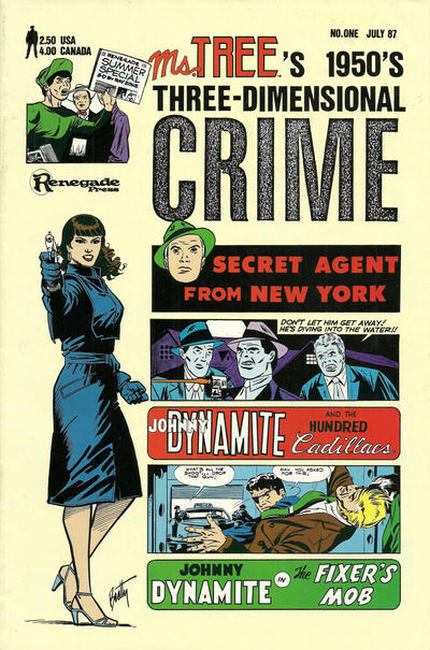 2.50 USA
4.00 CANADA
NO.ONE JULY 87
Ms. TREE'S 1950'S
THREE-DIMENSIONAL
CRIME
RENEGADE
SUMMER
SPECIAL
Renegade
Press
SECRET AGENT
FROM NEW YORK
DON'T LET HIM GET AWAY!
HE'S DIVING INTO THE WATER!!
JOHNNY
DYNAMITE
AND THE
HUNDRED
Cadillacs
WHAT'S ALL THE
DROP
THAT GUN!
MAN, YOU ASKED
FOR THIS.
JOHNNY
DYNAMITE
IN The FIXER'S
MOB
Beatty